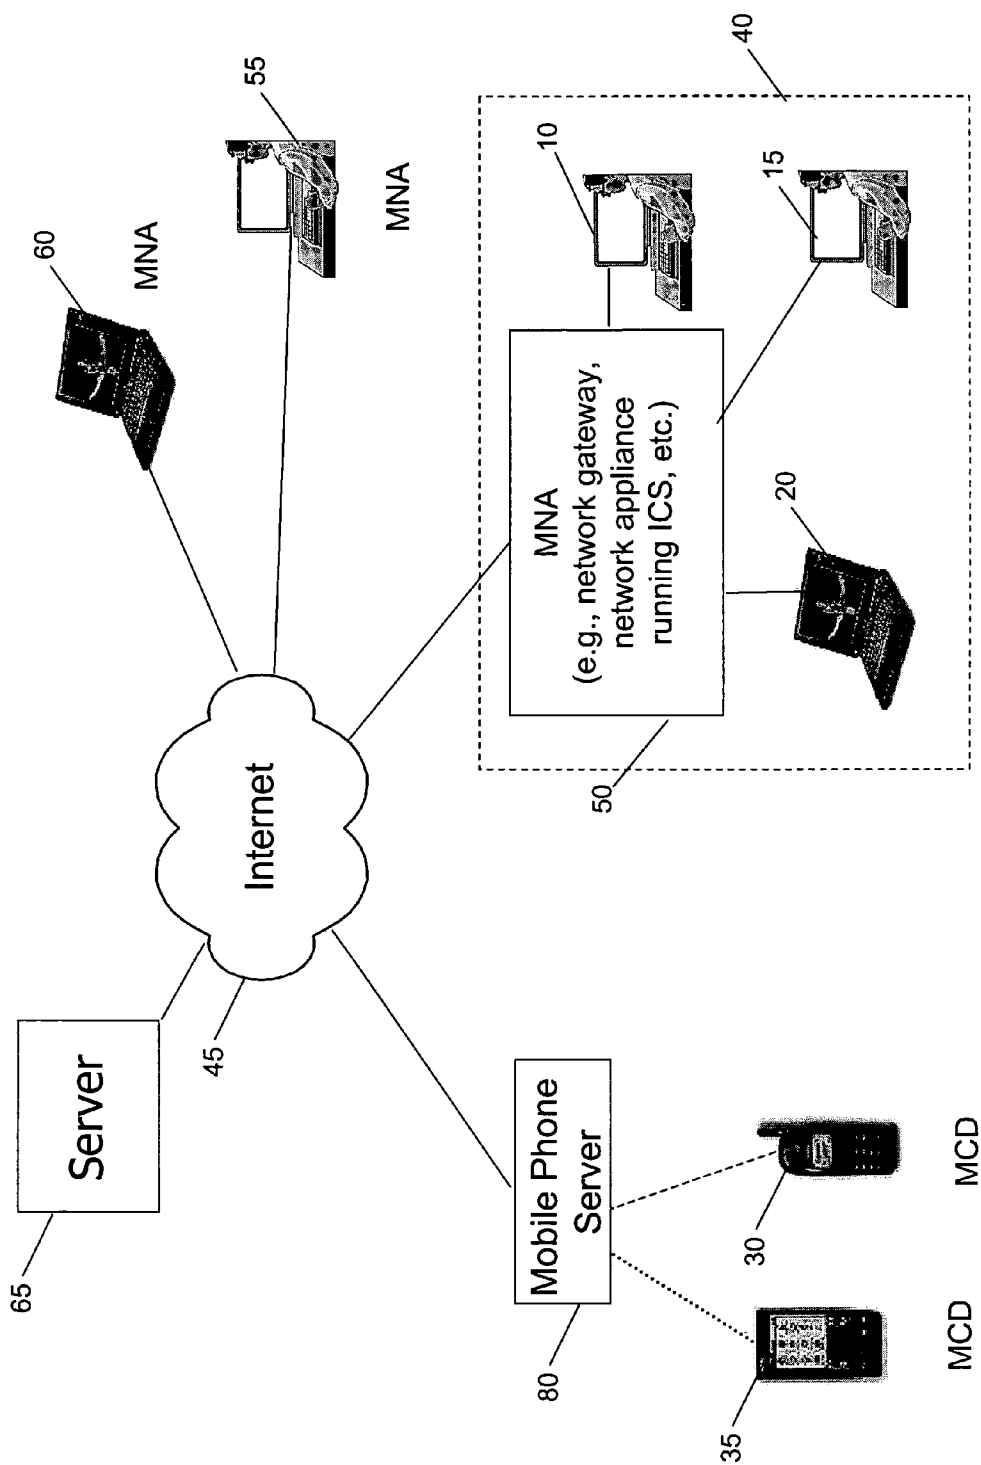 65
Server
45
Internet
60
MNA
55
MNA
40
50
MNA
(e.g., network gateway,
network appliance
running ICS, etc.)
10
15
20
80
Mobile Phone
Server
35
MCD
30
MCD